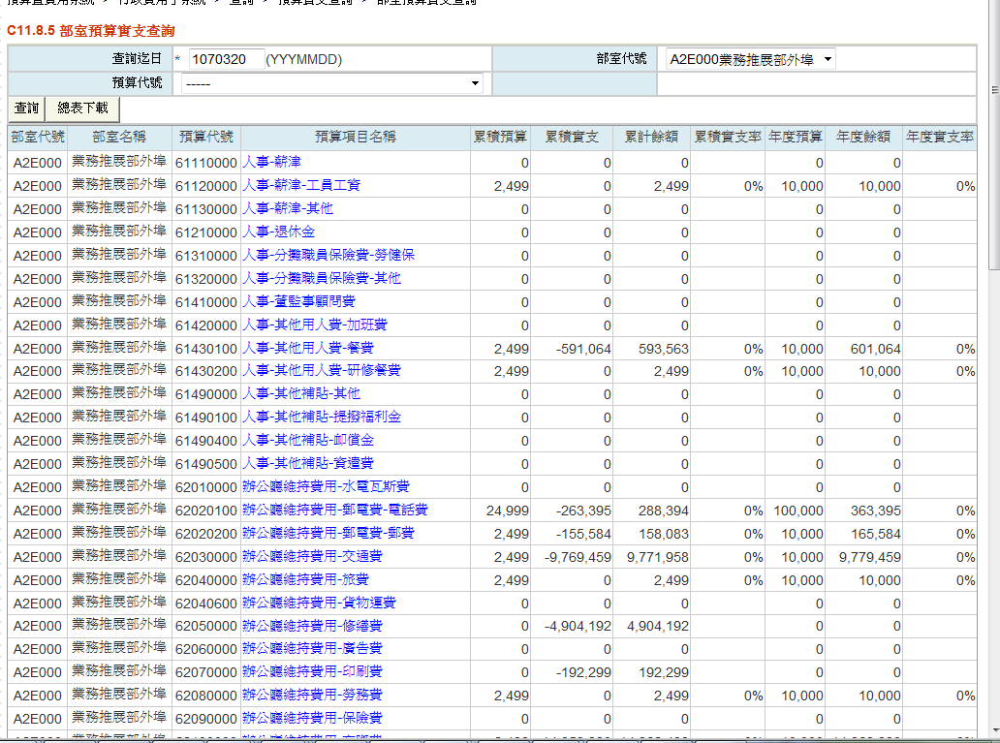 預算暨費用系統 > 行政費用子系統 > 查詢 > 預算實支查詢 > 部室預算實支查詢
C11.8.5 部室預算實支查詢
查詢迄日 * 1070320 (YYYMMDD) 部室代號 A2E000業務推展部外埠
預算代號 -----
查詢 總表下載
部室代號 部室名稱 預算代號 預算項目名稱 累積預算 累積實支 累計餘額 累積實支率 年度預算 年度餘額 年度實支率
A2E000 業務推展部外埠 61110000 人事-薪津 0 0 0 0 0
A2E000 業務推展部外埠 61120000 人事-薪津-工員工資 2,499 0 2,499 0% 10,000 10,000 0%
A2E000 業務推展部外埠 61130000 人事-薪津-其他 0 0 0 0 0
A2E000 業務推展部外埠 61210000 人事-退休金 0 0 0 0 0
A2E000 業務推展部外埠 61310000 人事-分攤職員保險費-勞健保 0 0 0 0 0
A2E000 業務推展部外埠 61320000 人事-分攤職員保險費-其他 0 0 0 0 0
A2E000 業務推展部外埠 61410000 人事-董監事顧問費 0 0 0 0 0
A2E000 業務推展部外埠 61420000 人事-其他用人費-加班費 0 0 0 0 0
A2E000 業務推展部外埠 61430100 人事-其他用人費-餐費 2,499 -591,064 593,563 0% 10,000 601,064 0%
A2E000 業務推展部外埠 61430200 人事-其他用人費-研修餐費 2,499 0 2,499 0% 10,000 10,000 0%
A2E000 業務推展部外埠 61490000 人事-其他補貼-其他 0 0 0 0 0
A2E000 業務推展部外埠 61490100 人事-其他補貼-提撥福利金 0 0 0 0 0
A2E000 業務推展部外埠 61490400 人事-其他補貼-卹償金 0 0 0 0 0
A2E000 業務推展部外埠 61490500 人事-其他補貼-資遣費 0 0 0 0 0
A2E000 業務推展部外埠 62010000 辦公廳維持費用-水電瓦斯費 0 0 0 0 0
A2E000 業務推展部外埠 62020100 辦公廳維持費用-郵電費-電話費 24,999 -263,395 288,394 0% 100,000 363,395 0%
A2E000 業務推展部外埠 62020200 辦公廳維持費用-郵電費-郵費 2,499 -155,584 158,083 0% 10,000 165,584 0%
A2E000 業務推展部外埠 62030000 辦公廳維持費用-交通費 2,499 -9,769,459 9,771,958 0% 10,000 9,779,459 0%
A2E000 業務推展部外埠 62040000 辦公廳維持費用-旅費 2,499 0 2,499 0% 10,000 10,000 0%
A2E000 業務推展部外埠 62040600 辦公廳維持費用-貨物運費 0 0 0 0 0
A2E000 業務推展部外埠 62050000 辦公廳維持費用-修繕費 0 -4,904,192 4,904,192 0 0
A2E000 業務推展部外埠 62060000 辦公廳維持費用-廣告費 0 0 0 0 0
A2E000 業務推展部外埠 62070000 辦公廳維持費用-印刷費 0 -192,299 192,299 0 0
A2E000 業務推展部外埠 62080000 辦公廳維持費用-勞務費 2,499 0 2,499 0% 10,000 10,000 0%
A2E000 業務推展部外埠 62090000 辦公廳維持費用-保險費 0 0 0 0 0